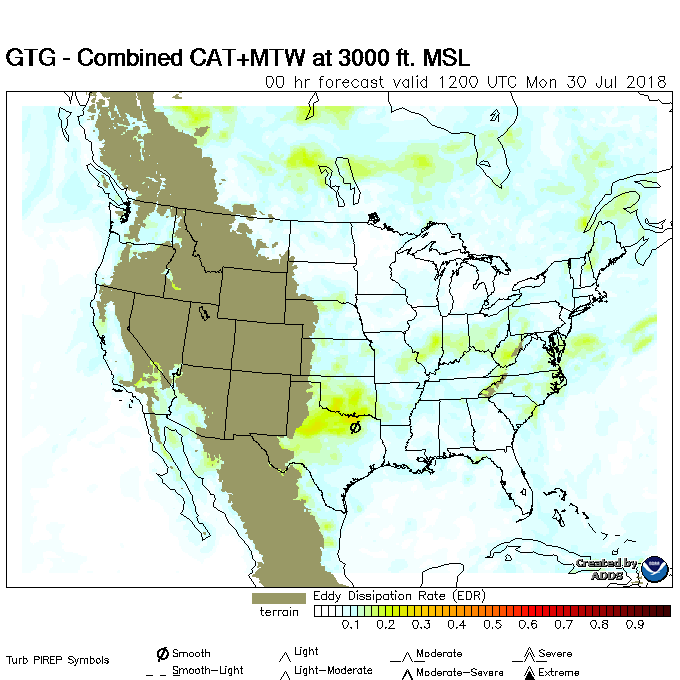 GTG - Combined CAT+MTW at 3000 ft. MSL
00 hr forecast valid 1200 UTC Mon 30 Jul 2018
Created by
ADDS
Eddy Dissipation Rate (EDR)
terrain
0.1 0.2 0.3 0.4 0.5 0.6 0.7 0.8 0.9
Turb PIREP Symbols
Smooth Light Moderate Severe
Smooth-Light Light-Moderate Moderate-Severe Extreme